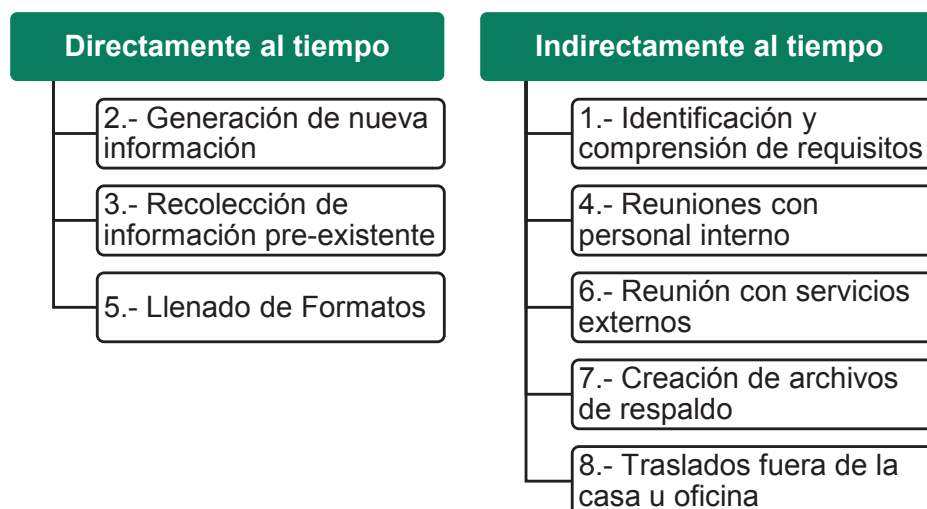 Directamente al tiempo
2.- Generación de nueva
información
3.- Recolección de
información pre-existente
5.- Llenado de Formatos
Indirectamente al tiempo
1.- Identificación y
comprensión de requisitos
4.- Reuniones con
personal interno
6.- Reunión con servicios
externos
7.- Creación de archivos
de respaldo
8.- Traslados fuera de la
casa u oficina